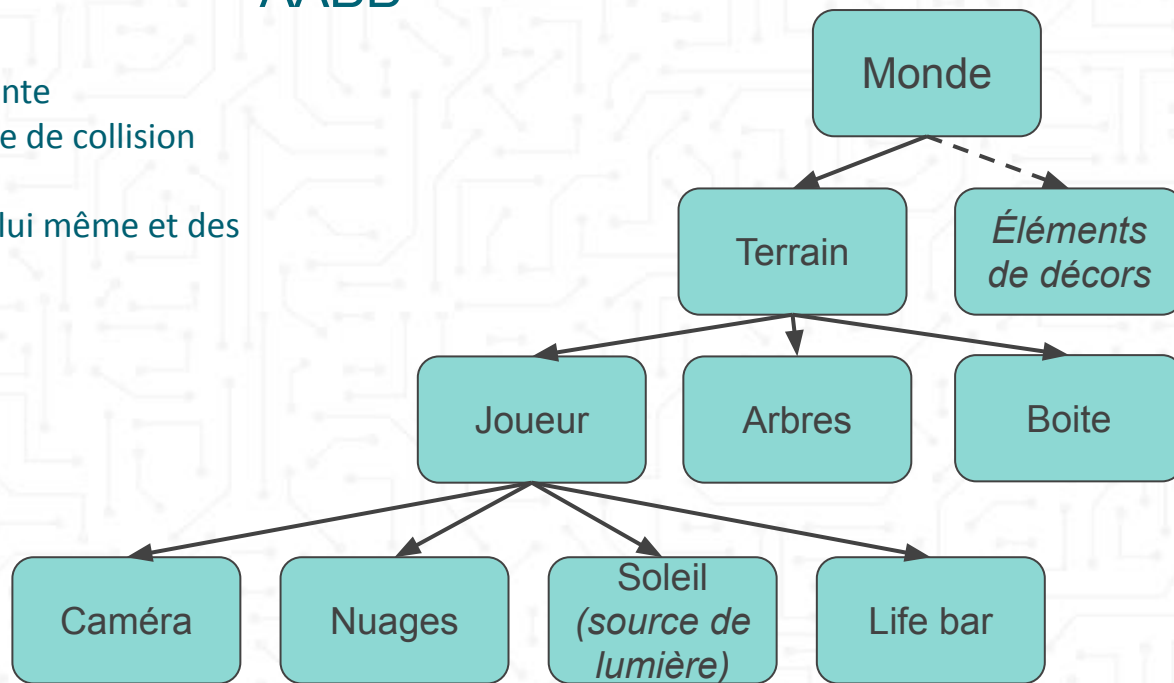 AABB
nte
e de collision
lui même et des
Monde
Terrain
Éléments
de décors
Joueur
Arbres
Boite
Caméra
Nuages
Soleil
(source de
lumière)
Life bar